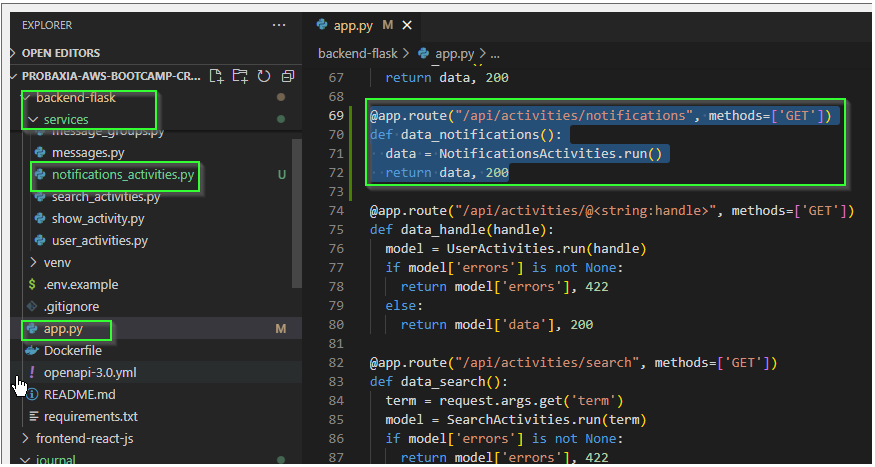 EXPLORER
...
OPEN EDITORS
PROBAXIA-AWS-BOOTCAMP-CR...
backend-flask
services
message_groups.py
messages.py
notifications_activities.py U
search_activities.py
show_activity.py
user_activities.py
venv
$ .env.example
.gitignore
app.py M
Dockerfile
! openapi-3.0.yml
README.md
requirements.txt
frontend-react-js
journal
app.py M ×
backend-flask > app.py > ...
67 return data, 200
68
69 @app.route("/api/activities/notifications", methods=['GET'])
70 def data_notifications():
71 data = NotificationsActivities.run()
72 return data, 200
73
74 @app.route("/api/activities/@<string:handle>", methods=['GET'])
75 def data_handle(handle):
76 model = UserActivities.run(handle)
77 if model['errors'] is not None:
78 return model['errors'], 422
79 else:
80 return model['data'], 200
81
82 @app.route("/api/activities/search", methods=['GET'])
83 def data_search():
84 term = request.args.get('term')
85 model = SearchActivities.run(term)
86 if model['errors'] is not None:
87 return model['errors'], 422